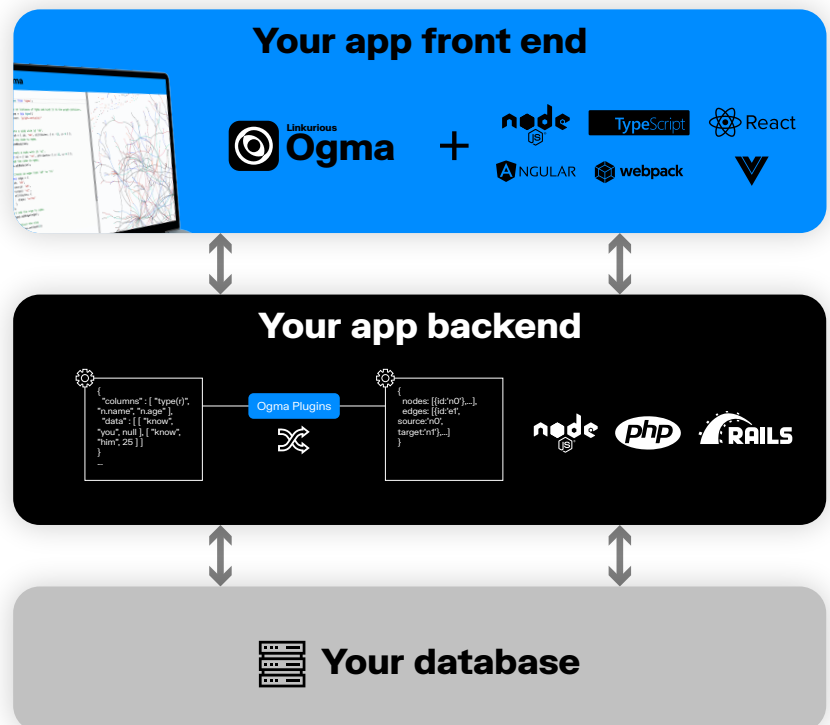 Your app front end
Linkurious
Ogma
+
node
JS
TypeScript
React
ANGULAR
webpack
Your app backend
{
"columns" : [ "type(r)",
"n.name", "n.age" ],
"data" : [ [ "know",
"you", null ], [ "know",
"him", 25 ] ]
}
...
Ogma Plugins
{
nodes: [{id:'n0'},...],
edges: [{id:'e1',
source:'n0',
target:'n1'},...]
}
node
JS
php
RAILS
Your database